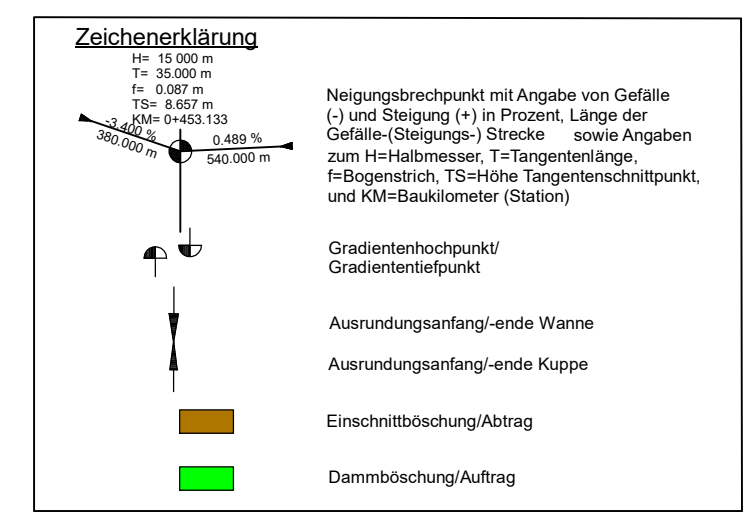 Zeichenerklärung
H= 15 000 m
T= 35.000 m
f= 0.087 m
TS= 8.657 m
KM= 0+453.133
-3.400 %
380.000 m
0.489 %
540.000 m
Neigungsbrechpunkt mit Angabe von Gefälle
(-) und Steigung (+) in Prozent, Länge der
Gefälle-(Steigungs-) Strecke sowie Angaben
zum H=Halbmesser, T=Tangentenlänge,
f=Bogenstrich, TS=Höhe Tangentenschnittpunkt,
und KM=Baukilometer (Station)
Gradientenhochpunkt/
Gradiententiefpunkt
Ausrundungsanfang/-ende Wanne
Ausrundungsanfang/-ende Kuppe
Einschnittböschung/Abtrag
Dammböschung/Auftrag